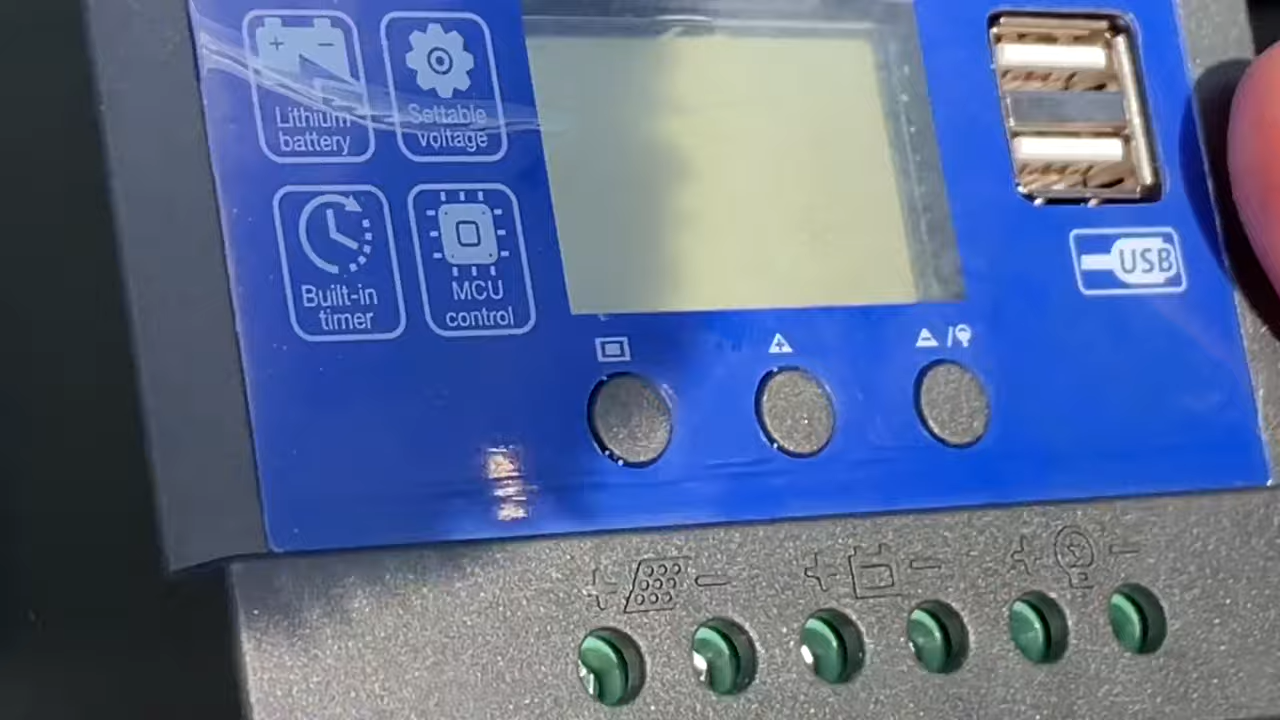 Lithium
battery
Settable
voltage
Built-in
timer
MCU
control
USB